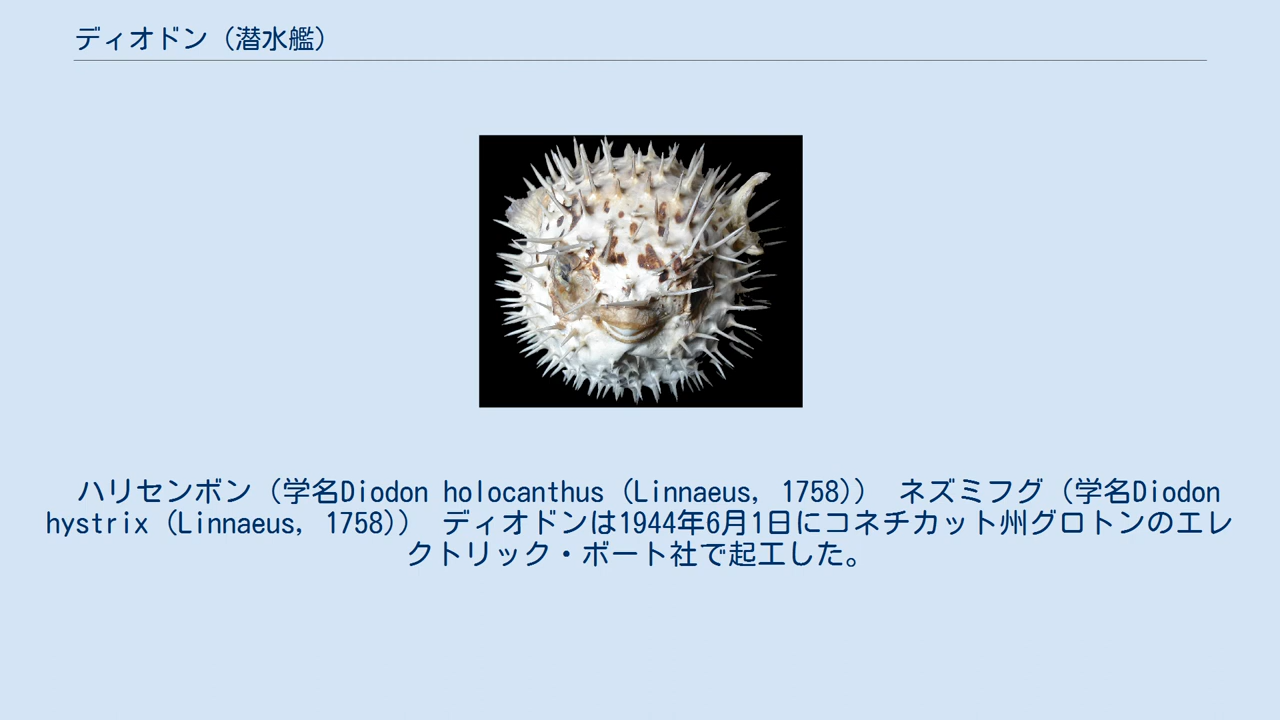 ディオドン（潜水艦）
ハリセンボン（学名Diodon holocanthus（Linnaeus, 1758）） ネズミフグ（学名Diodon
hystrix（Linnaeus, 1758）） ディオドンは1944年6月1日にコネチカット州グロトンのエレ
クトリック・ボート社で起工した。